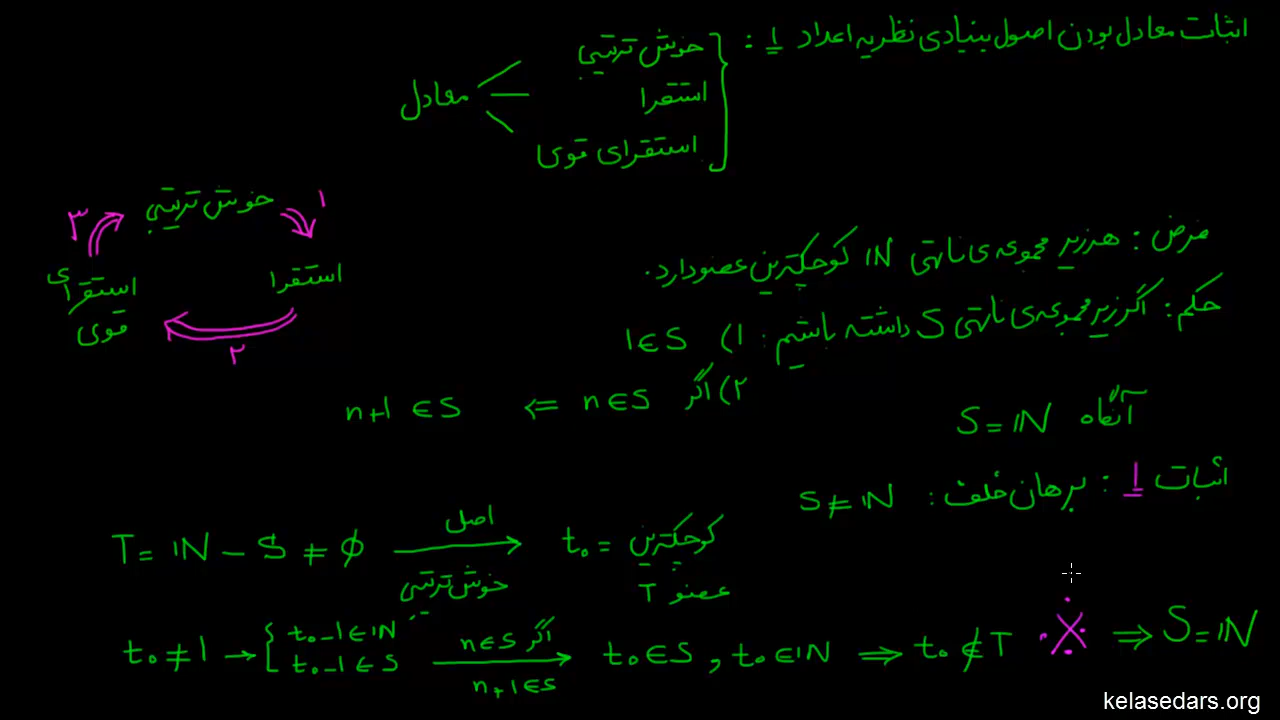 اثبات معادل بودن اصول بنیادی نظریه اعداد ۱ :
خوش ترتیبی
استقرا
استقرای قوی
معادل
خوش ترتیبی
۱
استقرا
۲
استقرای قوی
۳
فرض : هر زیر مجموعه ی ناتهی IN کوچکترین عضو دارد .
حکم : اگر زیر مجموعه ی ناتهی S داشته باشیم : ۱) 1 ∈ S
۲) اگر n ∈ S ⇐ n+1 ∈ S
آنگاه S = IN
اثبات ۱ : برهان خلف : S ≠ IN
T = IN – S ≠ ∅ → اصل خوش ترتیبی t₀ = کوچکترین عضو T
t₀ ≠ 1 → { t₀-1 ∈ IN
t₀-1 ∈ S
اگر n∈S → n+1∈S
t₀ ∈ S , t₀ ∈ IN ⇒ t₀ ∉ T ※ ⇒ S = IN
kelasedars.org